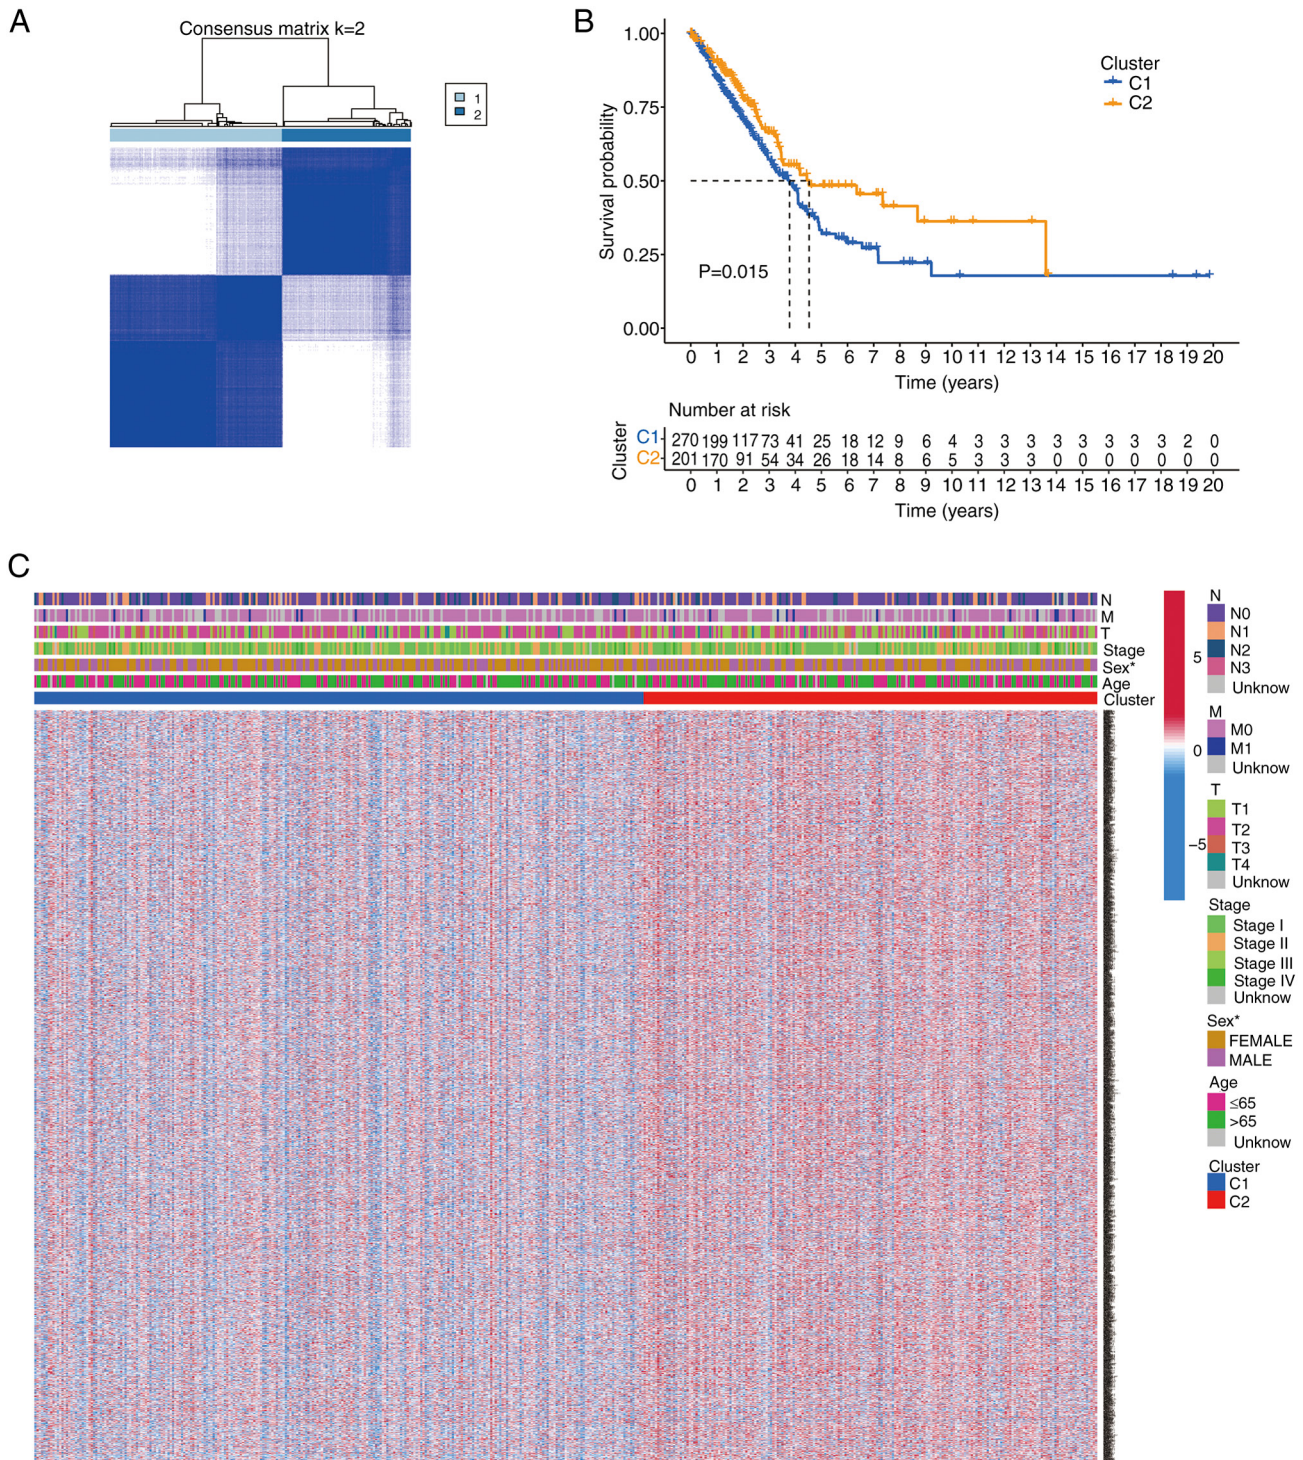 A
Consensus matrix k=2
1
2
B
1.00
0.75
0.50
0.25
0.00
Survival probability
Cluster
C1
C2
P=0.015
0 1 2 3 4 5 6 7 8 9 10 11 12 13 14 15 16 17 18 19 20
Time (years)
Number at risk
Cluster
C1 270 199 117 73 41 25 18 12 9 6 4 3 3 3 3 3 3 3 3 2 0
C2 201 170 91 54 34 26 18 14 8 6 5 3 3 3 0 0 0 0 0 0 0
0 1 2 3 4 5 6 7 8 9 10 11 12 13 14 15 16 17 18 19 20
Time (years)
C
N
M
T
Stage
Sex*
Age
Cluster
5
0
−5
N
N0
N1
N2
N3
Unknow
M
M0
M1
Unknow
T
T1
T2
T3
T4
Unknow
Stage
Stage I
Stage II
Stage III
Stage IV
Unknow
Sex*
FEMALE
MALE
Age
≤65
>65
Unknow
Cluster
C1
C2